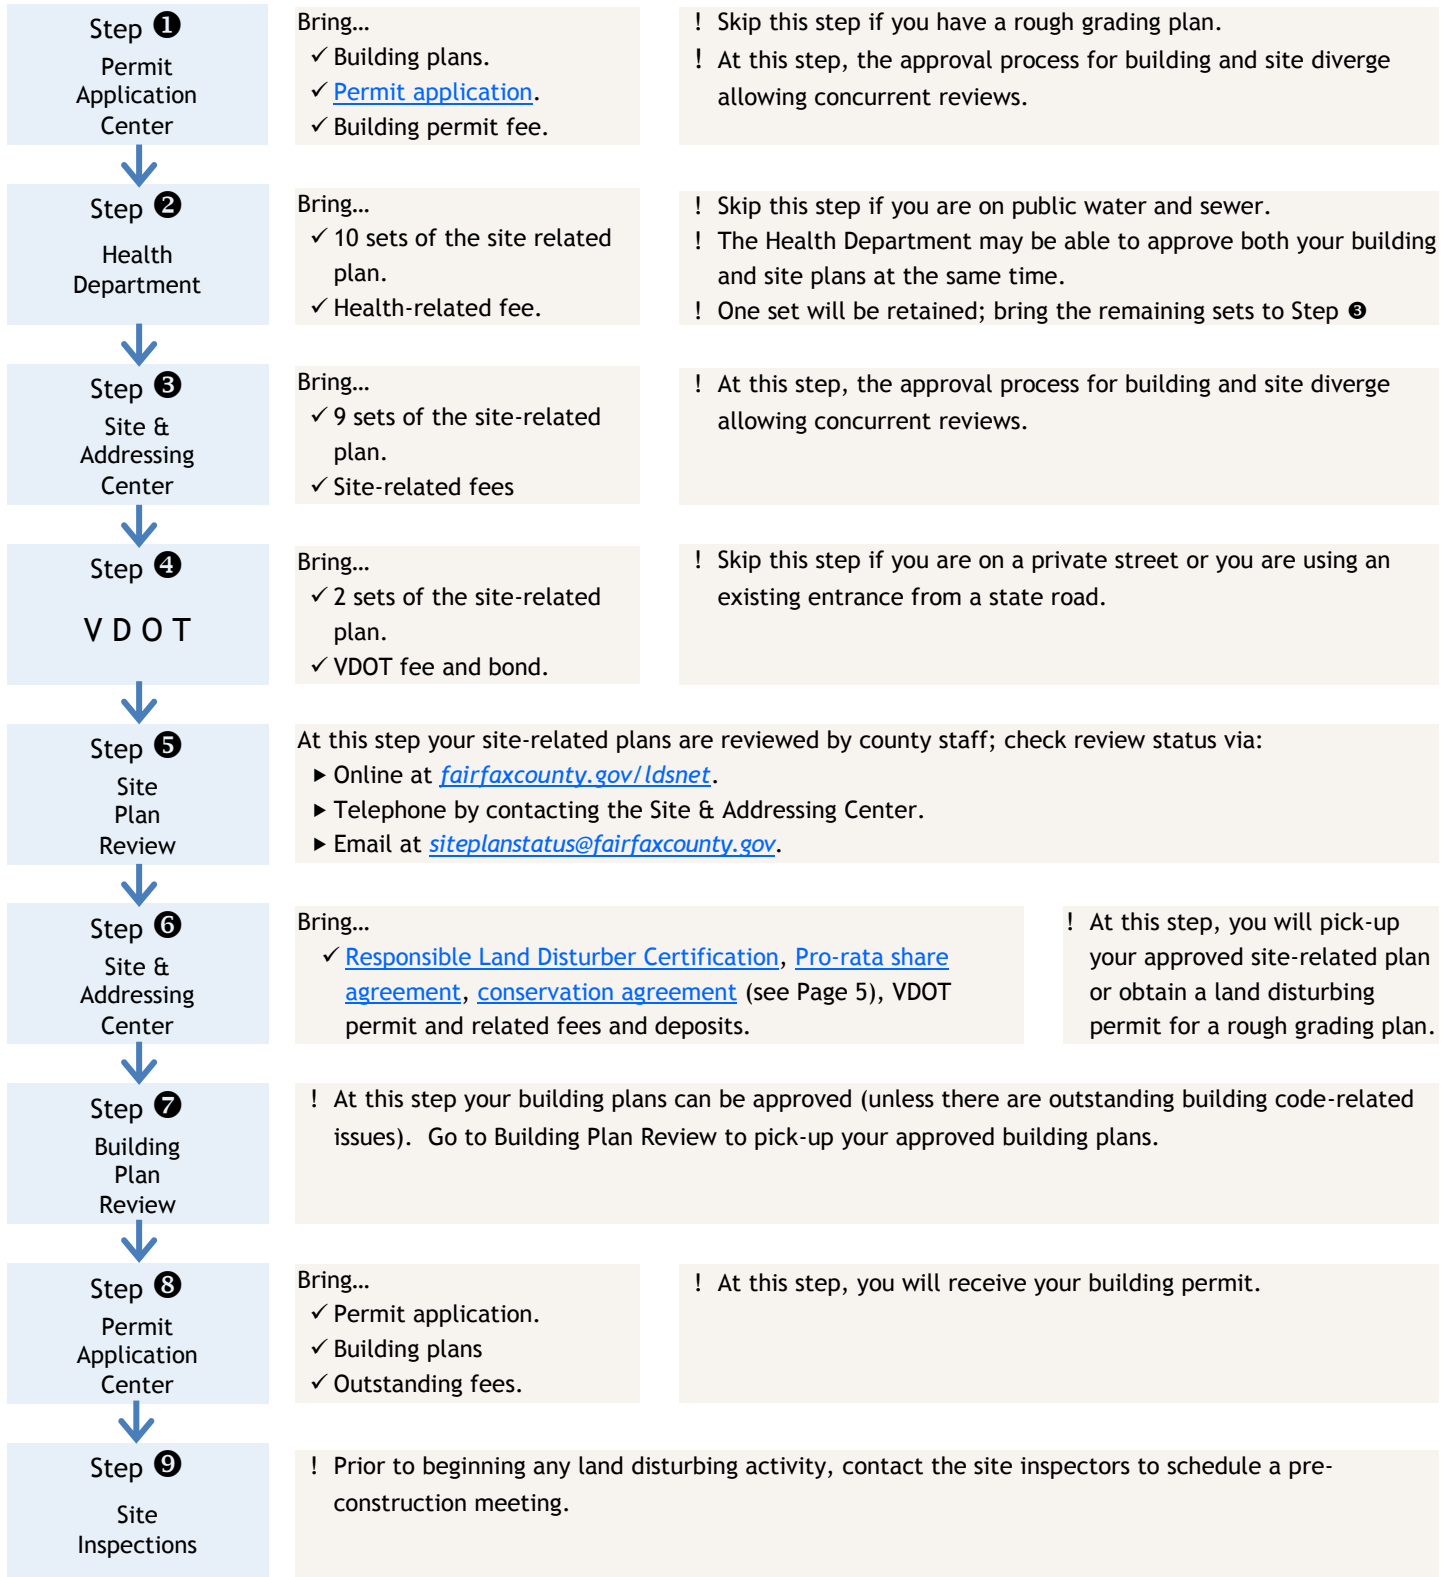 Step ❶
Permit
Application
Center
Bring…
✓ Building plans.
✓ Permit application.
✓ Building permit fee.
! Skip this step if you have a rough grading plan.
! At this step, the approval process for building and site diverge
allowing concurrent reviews.
Step ❷
Health
Department
Bring…
✓ 10 sets of the site related
plan.
✓ Health-related fee.
! Skip this step if you are on public water and sewer.
! The Health Department may be able to approve both your building
and site plans at the same time.
! One set will be retained; bring the remaining sets to Step ❸
Step ❸
Site &
Addressing
Center
Bring…
✓ 9 sets of the site-related
plan.
✓ Site-related fees
! At this step, the approval process for building and site diverge
allowing concurrent reviews.
Step ❹
V D O T
Bring…
✓ 2 sets of the site-related
plan.
✓ VDOT fee and bond.
! Skip this step if you are on a private street or you are using an
existing entrance from a state road.
Step ❺
Site
Plan
Review
At this step your site-related plans are reviewed by county staff; check review status via:
▶ Online at fairfaxcounty.gov/ldsnet.
▶ Telephone by contacting the Site & Addressing Center.
▶ Email at siteplanstatus@fairfaxcounty.gov.
Step ❻
Site &
Addressing
Center
Bring…
✓ Responsible Land Disturber Certification, Pro-rata share
agreement, conservation agreement (see Page 5), VDOT
permit and related fees and deposits.
! At this step, you will pick-up
your approved site-related plan
or obtain a land disturbing
permit for a rough grading plan.
Step ❼
Building
Plan
Review
! At this step your building plans can be approved (unless there are outstanding building code-related
issues). Go to Building Plan Review to pick-up your approved building plans.
Step ❽
Permit
Application
Center
Bring…
✓ Permit application.
✓ Building plans
✓ Outstanding fees.
! At this step, you will receive your building permit.
Step ❾
Site
Inspections
! Prior to beginning any land disturbing activity, contact the site inspectors to schedule a pre-
construction meeting.